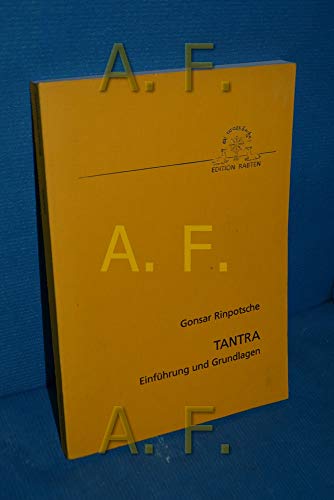 A. F.
EDITION RABTEN
A. F.
Gonsar Rinpotsche
TANTRA
Einführung und Grundlagen
A. F.